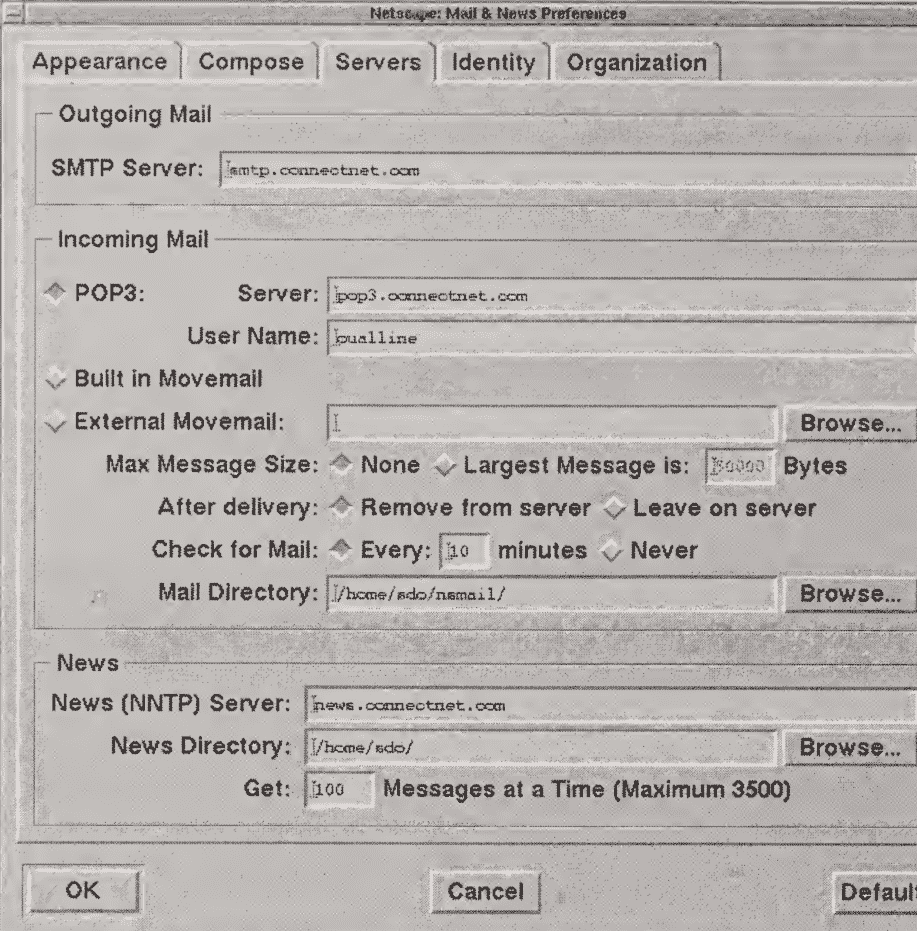 Netscape: Mail & News Preferences
Appearance Compose Servers Identity Organization
Outgoing Mail
SMTP Server: smtp.connectnet.com
Incoming Mail
POP3: Server: pop3.connectnet.com
User Name: oualline
Built in Movemail
External Movemail: Browse...
Max Message Size: None Largest Message is: 50000 Bytes
After delivery: Remove from server Leave on server
Check for Mail: Every: 10 minutes Never
Mail Directory: /home/sdo/nsmail/ Browse...
News
News (NNTP) Server: news.connectnet.com
News Directory: /home/sdo/ Browse...
Get: 100 Messages at a Time (Maximum 3500)
OK Cancel Default